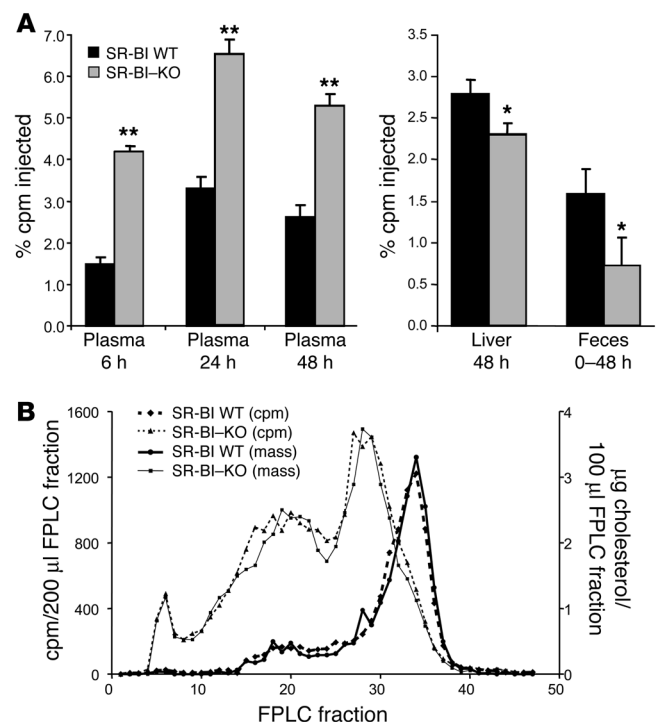 A
SR-BI WT
SR-BI–KO
% cpm injected
7.0
6.0
5.0
4.0
3.0
2.0
1.0
0.0
**
**
**
Plasma
6 h
Plasma
24 h
Plasma
48 h
% cpm injected
3.5
3.0
2.5
2.0
1.5
1.0
0.5
0.0
*
*
Liver
48 h
Feces
0–48 h
B
SR-BI WT (cpm)
SR-BI–KO (cpm)
SR-BI WT (mass)
SR-BI–KO (mass)
cpm/200 µl FPLC fraction
1600
1200
800
400
0
4
3
2
1
0
µg cholesterol/
100 µl FPLC fraction
0 10 20 30 40 50
FPLC fraction